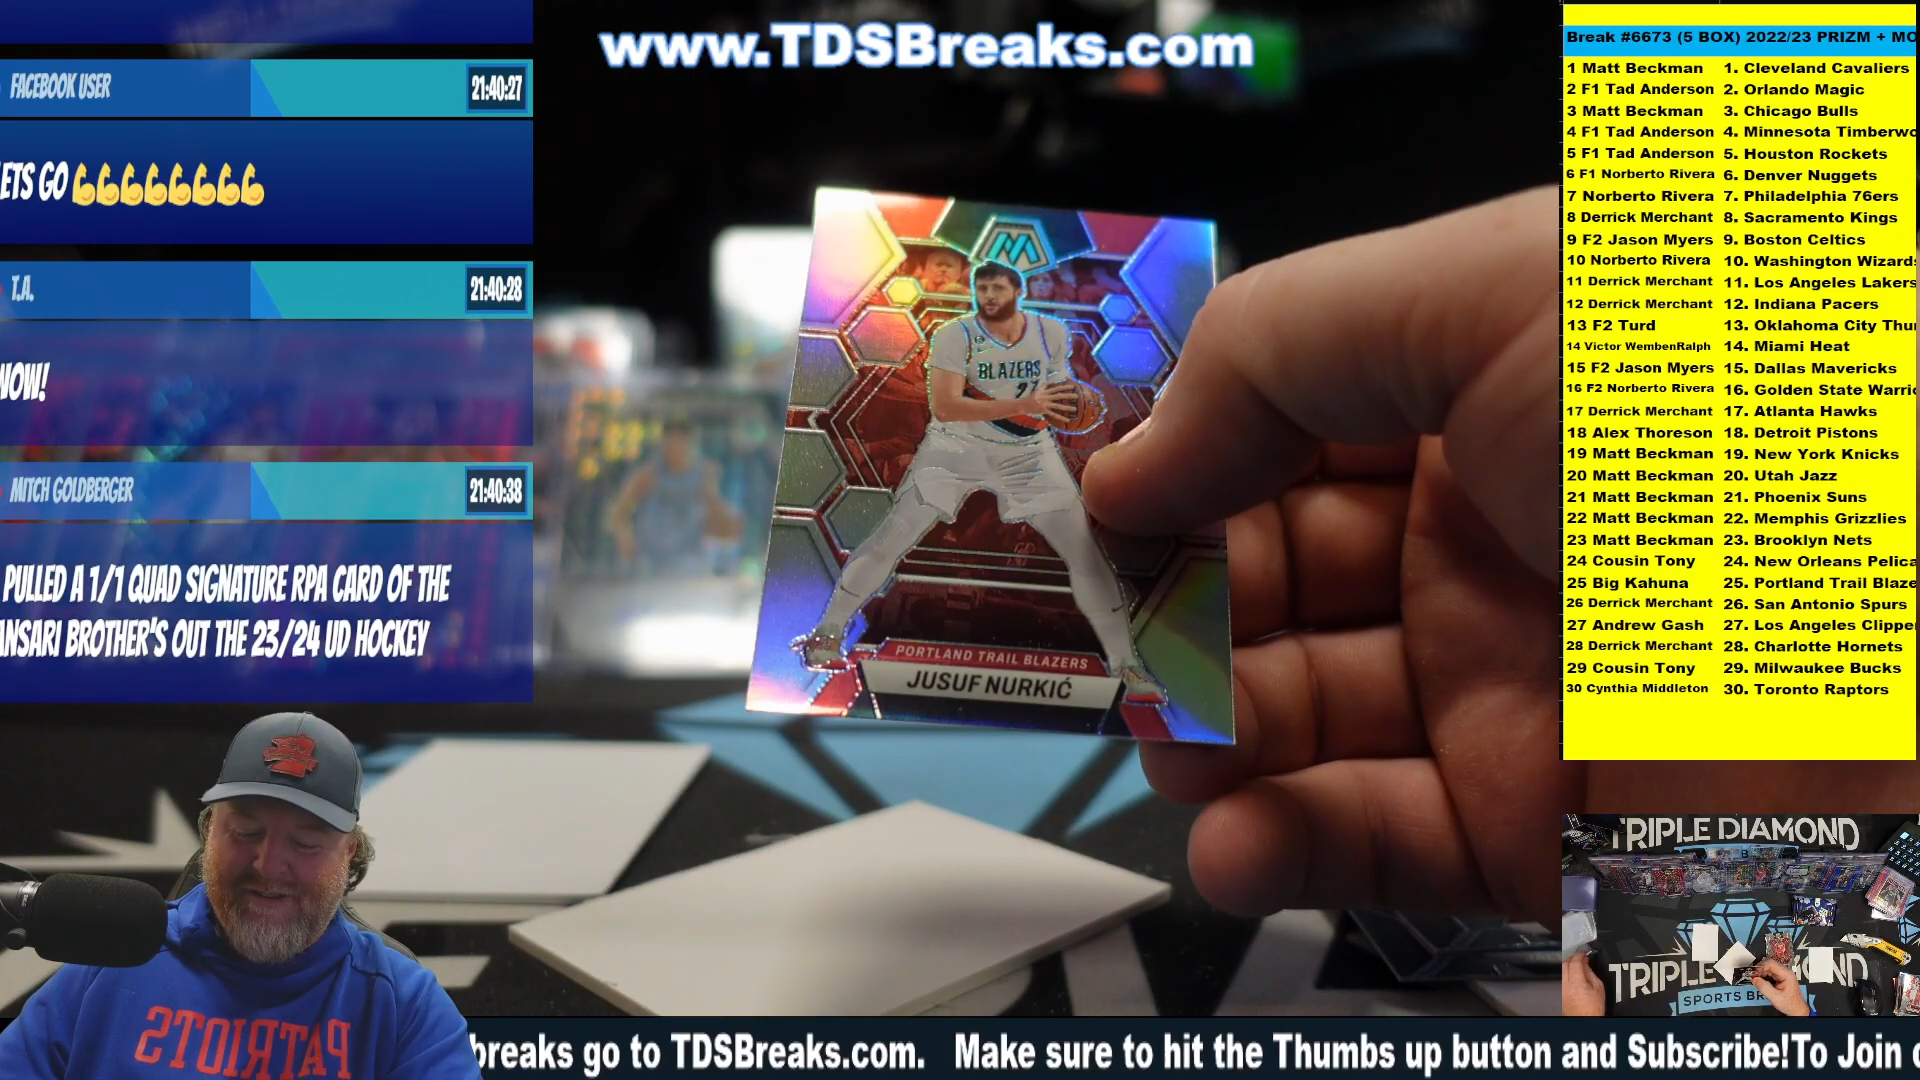 www.TDSBreaks.com
FACEBOOK USER
21:40:27
ETS GO 💪💪💪💪💪💪💪💪
T.A.
21:40:28
WOW!
MITCH GOLDBERGER
21:40:38
PULLED A 1/1 QUAD SIGNATURE RPA CARD OF THE
ANSARI BROTHER'S OUT THE 23/24 UD HOCKEY
BLAZERS
27
PORTLAND TRAIL BLAZERS
JUSUF NURKIĆ
Break #6673 (5 BOX) 2022/23 PRIZM + MO
1 Matt Beckman 1. Cleveland Cavaliers
2 F1 Tad Anderson 2. Orlando Magic
3 Matt Beckman 3. Chicago Bulls
4 F1 Tad Anderson 4. Minnesota Timberwo
5 F1 Tad Anderson 5. Houston Rockets
6 F1 Norberto Rivera 6. Denver Nuggets
7 Norberto Rivera 7. Philadelphia 76ers
8 Derrick Merchant 8. Sacramento Kings
9 F2 Jason Myers 9. Boston Celtics
10 Norberto Rivera 10. Washington Wizards
11 Derrick Merchant 11. Los Angeles Lakers
12 Derrick Merchant 12. Indiana Pacers
13 F2 Turd 13. Oklahoma City Thu
14 Victor WembenRalph 14. Miami Heat
15 F2 Jason Myers 15. Dallas Mavericks
16 F2 Norberto Rivera 16. Golden State Warric
17 Derrick Merchant 17. Atlanta Hawks
18 Alex Thoreson 18. Detroit Pistons
19 Matt Beckman 19. New York Knicks
20 Matt Beckman 20. Utah Jazz
21 Matt Beckman 21. Phoenix Suns
22 Matt Beckman 22. Memphis Grizzlies
23 Matt Beckman 23. Brooklyn Nets
24 Cousin Tony 24. New Orleans Pelica
25 Big Kahuna 25. Portland Trail Blaze
26 Derrick Merchant 26. San Antonio Spurs
27 Andrew Gash 27. Los Angeles Clipper
28 Derrick Merchant 28. Charlotte Hornets
29 Cousin Tony 29. Milwaukee Bucks
30 Cynthia Middleton 30. Toronto Raptors
TRIPLE DIAMOND
TRIPLE DIAMOND
SPORTS BR
PATRIOTS
breaks go to TDSBreaks.com. Make sure to hit the Thumbs up button and Subscribe!To Join